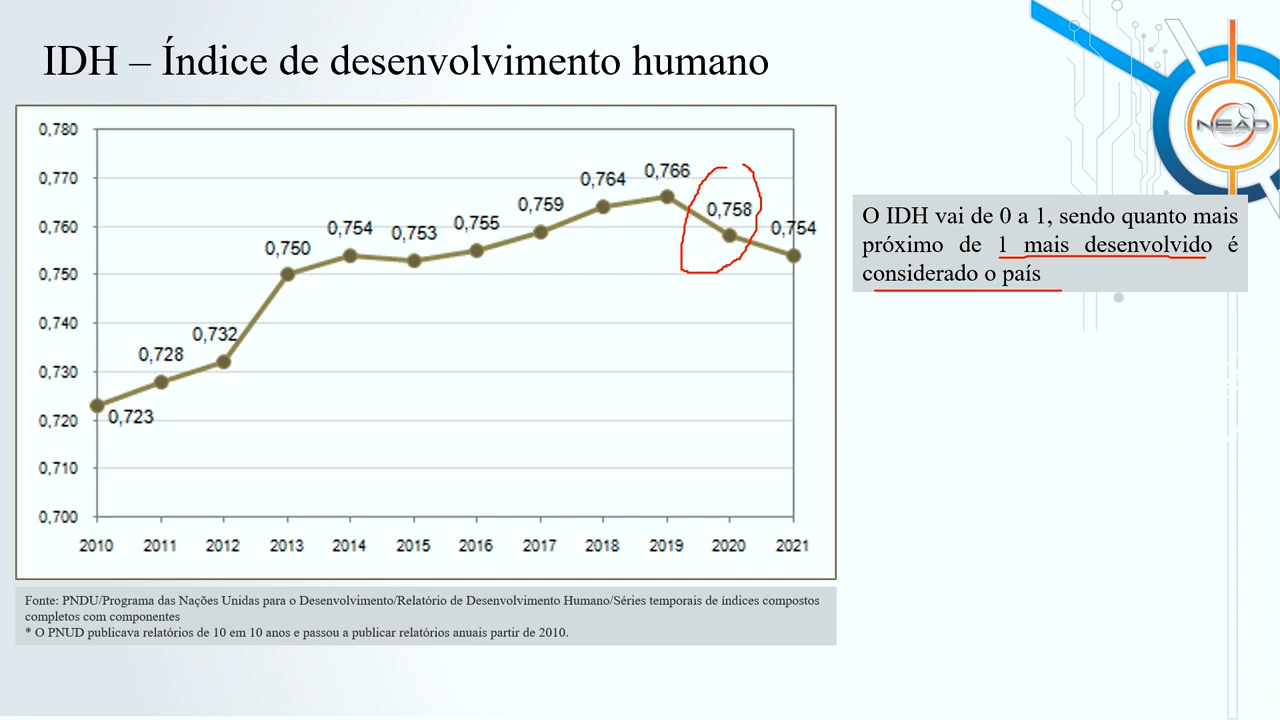 IDH – Índice de desenvolvimento humano
NEAD
0,780
0,770
0,760
0,750
0,740
0,730
0,720
0,710
0,700
0,723
0,728
0,732
0,750
0,754
0,753
0,755
0,759
0,764
0,766
0,758
0,754
2010 2011 2012 2013 2014 2015 2016 2017 2018 2019 2020 2021
O IDH vai de 0 a 1, sendo quanto mais
próximo de 1 mais desenvolvido é
considerado o país
Fonte: PNDU/Programa das Nações Unidas para o Desenvolvimento/Relatório de Desenvolvimento Humano/Séries temporais de índices compostos
completos com componentes
* O PNUD publicava relatórios de 10 em 10 anos e passou a publicar relatórios anuais partir de 2010.